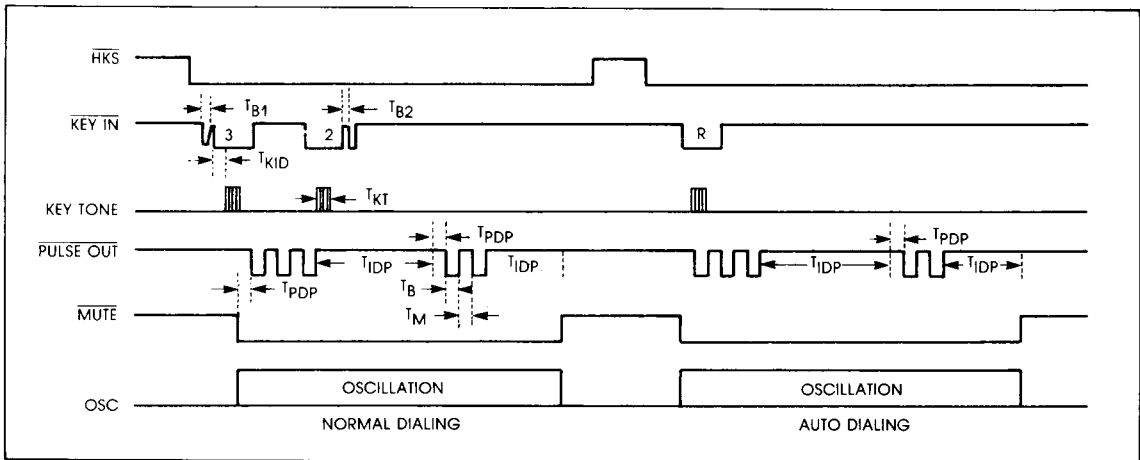 HKS
T_B1
T_B2
KEY IN
3
2
R
T_KID
T_KT
KEY TONE
T_PDP
T_PDP
PULSE OUT
T_IDP
T_IDP
T_IDP
T_IDP
T_PDP
T_B
T_M
MUTE
OSCILLATION
OSCILLATION
OSC
NORMAL DIALING
AUTO DIALING